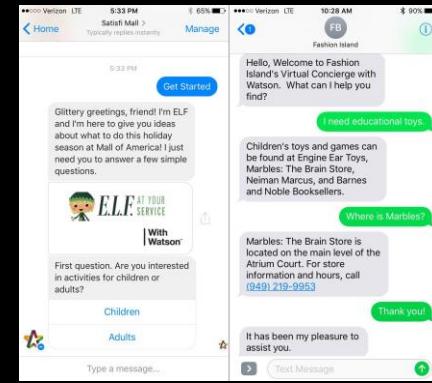 Verizon LTE 5:33 PM 65%
Home Satisfi Mall > Manage
Typically replies instantly
5:33 PM
Get Started
Glittery greetings, friend! I'm ELF
and I'm here to give you ideas
about what to do this holiday
season at Mall of America! I just
need you to answer a few simple
questions.
E.L.F. AT YOUR
SERVICE
With
Watson
First question. Are you interested
in activities for children or
adults?
Children
Adults
Type a message...
Verizon LTE 10:28 AM 90%
FB
Fashion Island
Hello, Welcome to Fashion
Island's Virtual Concierge with
Watson. What can I help you
find?
I need educational toys.
Children's toys and games can
be found at Engine Ear Toys,
Marbles: The Brain Store,
Neiman Marcus, and Barnes
and Noble Booksellers.
Where is Marbles?
Marbles: The Brain Store is
located on the main level of the
Atrium Court. For store
information and hours, call
(949) 219-9953
Thank you!
It has been my pleasure to
assist you.
Text Message